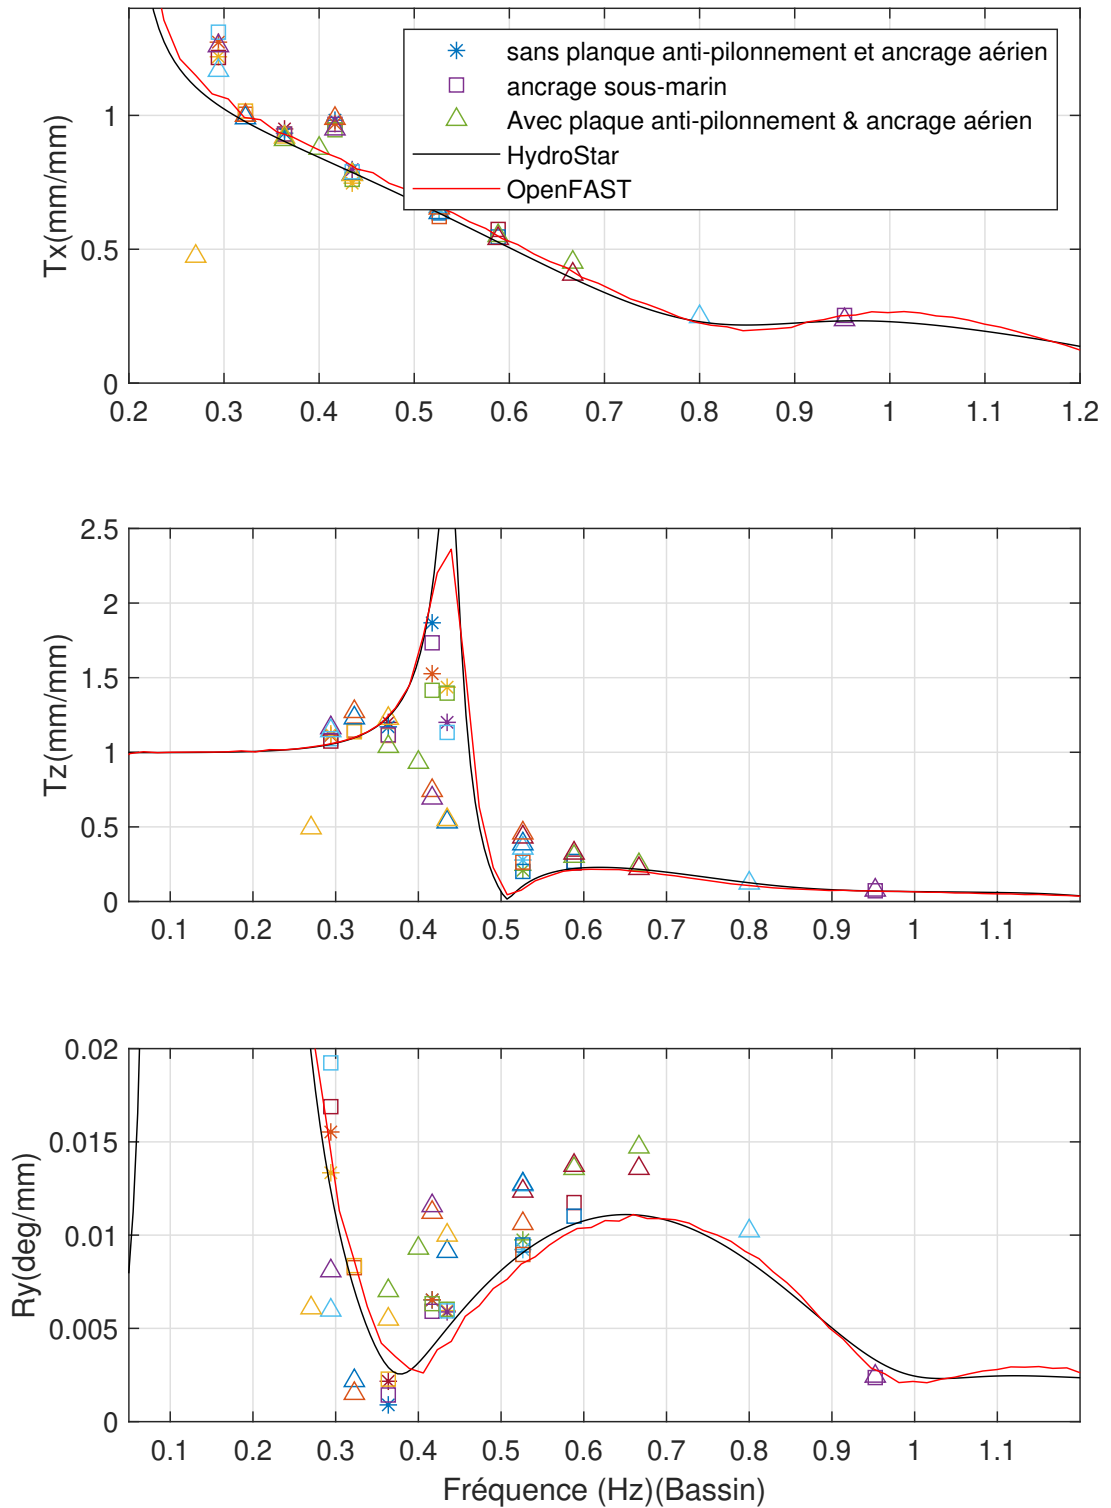 Tx(mm/mm)
1
0.5
0
sans planque anti-pilonnement et ancrage aérien
ancrage sous-marin
Avec plaque anti-pilonnement & ancrage aérien
HydroStar
OpenFAST
0.2 0.3 0.4 0.5 0.6 0.7 0.8 0.9 1 1.1 1.2
Tz(mm/mm)
2.5
2
1.5
1
0.5
0
0.1 0.2 0.3 0.4 0.5 0.6 0.7 0.8 0.9 1 1.1
Ry(deg/mm)
0.02
0.015
0.01
0.005
0
0.1 0.2 0.3 0.4 0.5 0.6 0.7 0.8 0.9 1 1.1
Fréquence (Hz)(Bassin)